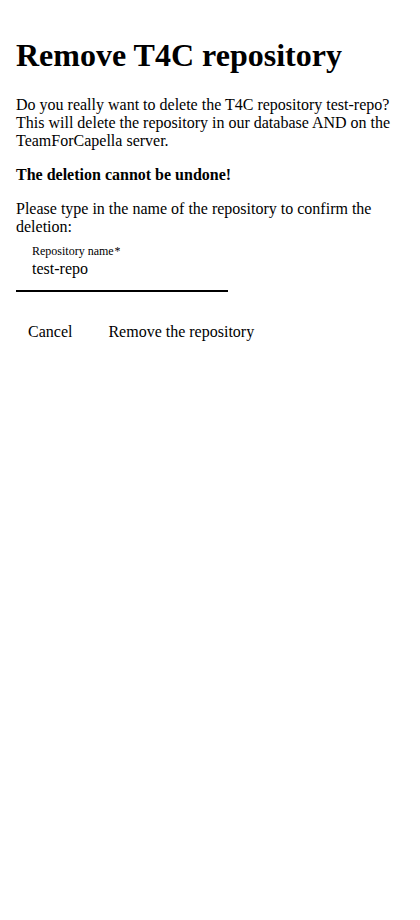 Remove T4C repository
Do you really want to delete the T4C repository test-repo?
This will delete the repository in our database AND on the
TeamForCapella server.
The deletion cannot be undone!
Please type in the name of the repository to confirm the
deletion:
Repository name*
test-repo
Cancel Remove the repository